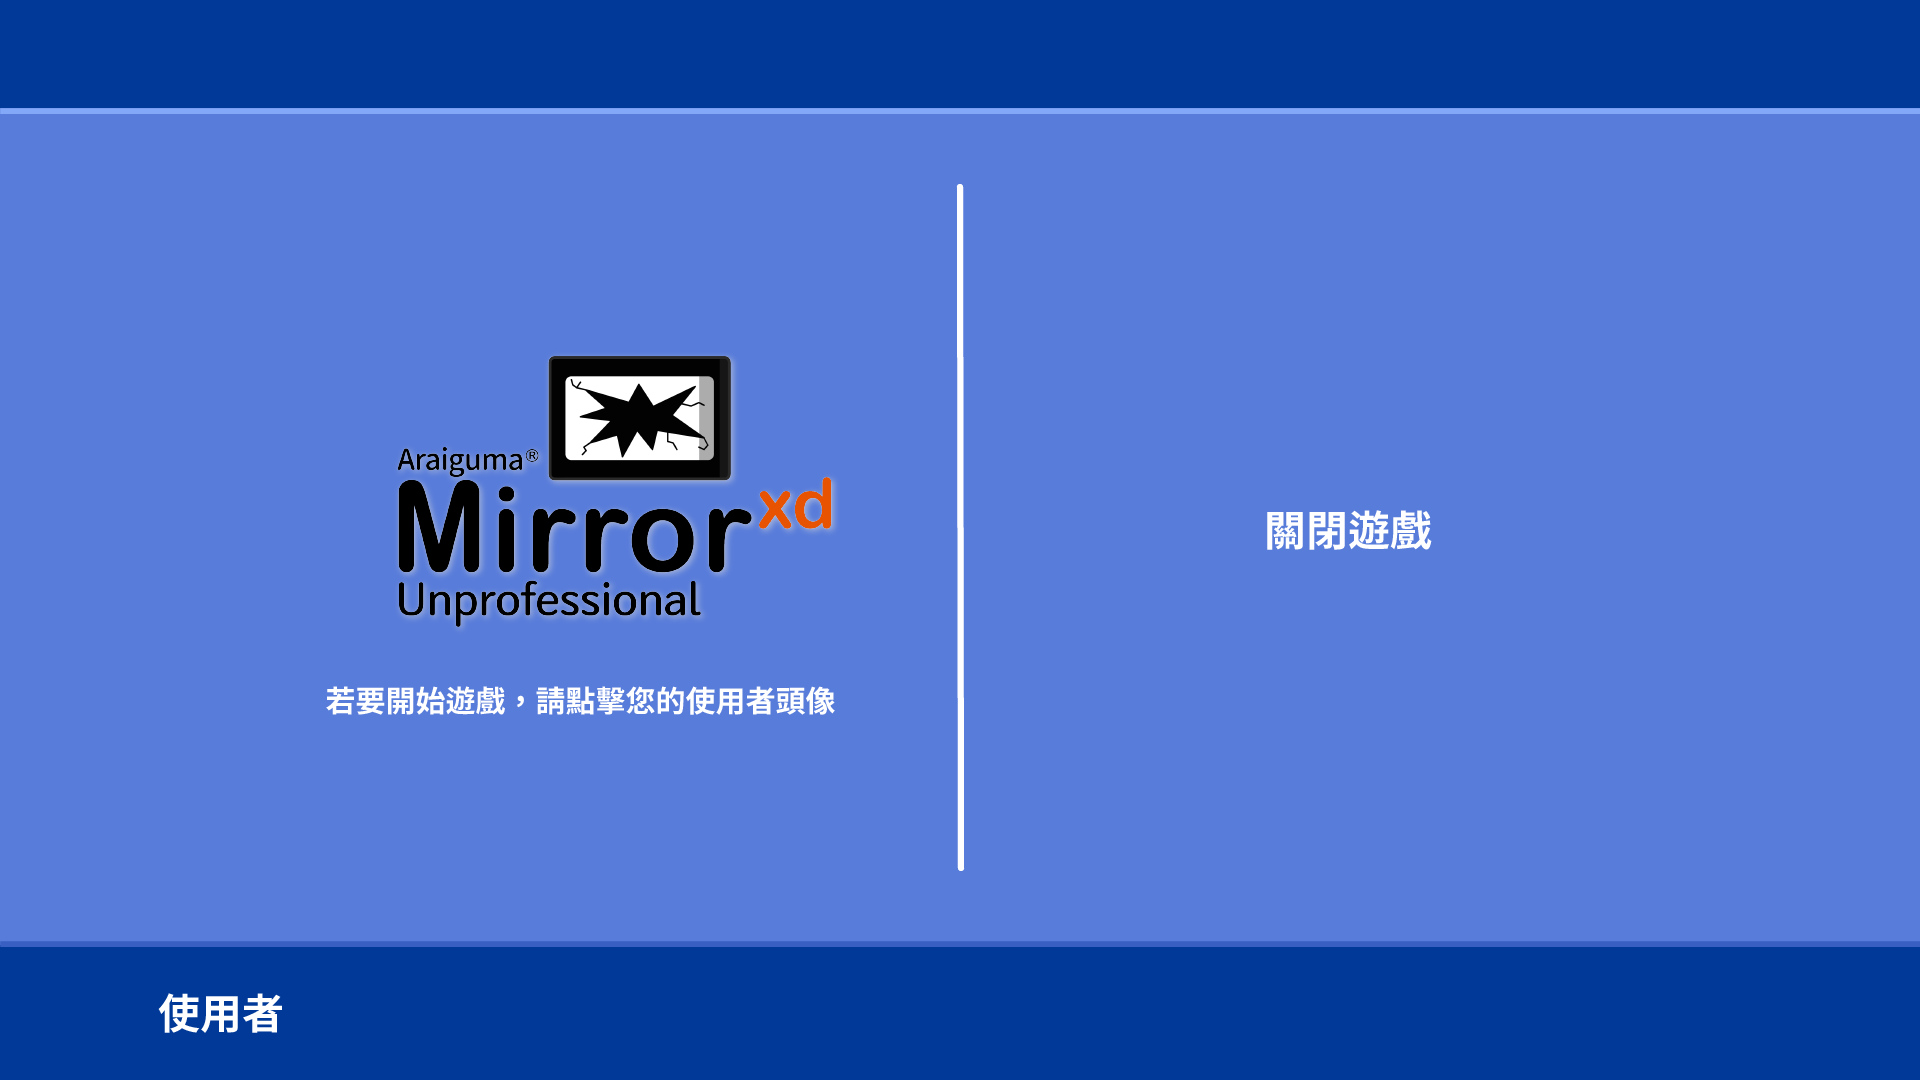 Araiguma®
Mirror xd
Unprofessional
若要開始遊戲，請點擊您的使用者頭像
關閉遊戲
使用者